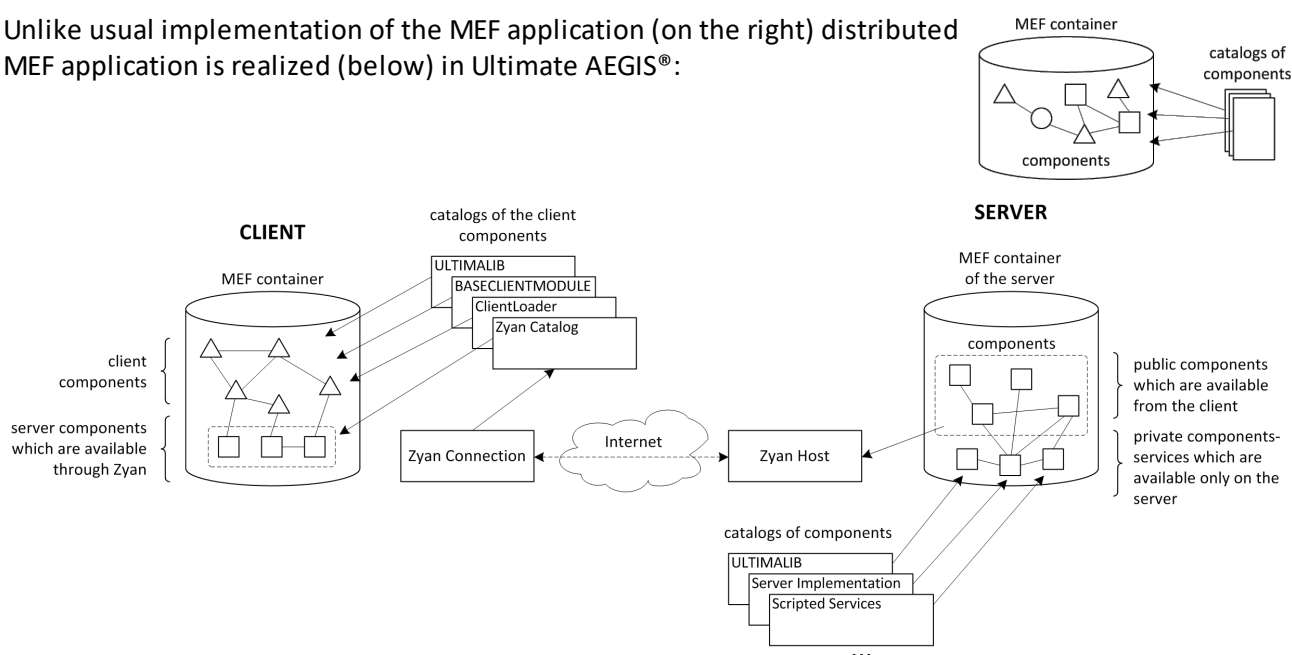 Unlike usual implementation of the MEF application (on the right) distributed
MEF application is realized (below) in Ultimate AEGIS®:
MEF container
catalogs of
components
components
CLIENT
catalogs of the client
components
SERVER
MEF container
ULTIMALIB
BASECLIENTMODULE
ClientLoader
Zyan Catalog
MEF container
of the server
components
client
components
public components
which are available
from the client
server components
which are available
through Zyan
Zyan Connection
Internet
Zyan Host
private components-
services which are
available only on the
server
catalogs of components
ULTIMALIB
Server Implementation
Scripted Services
...